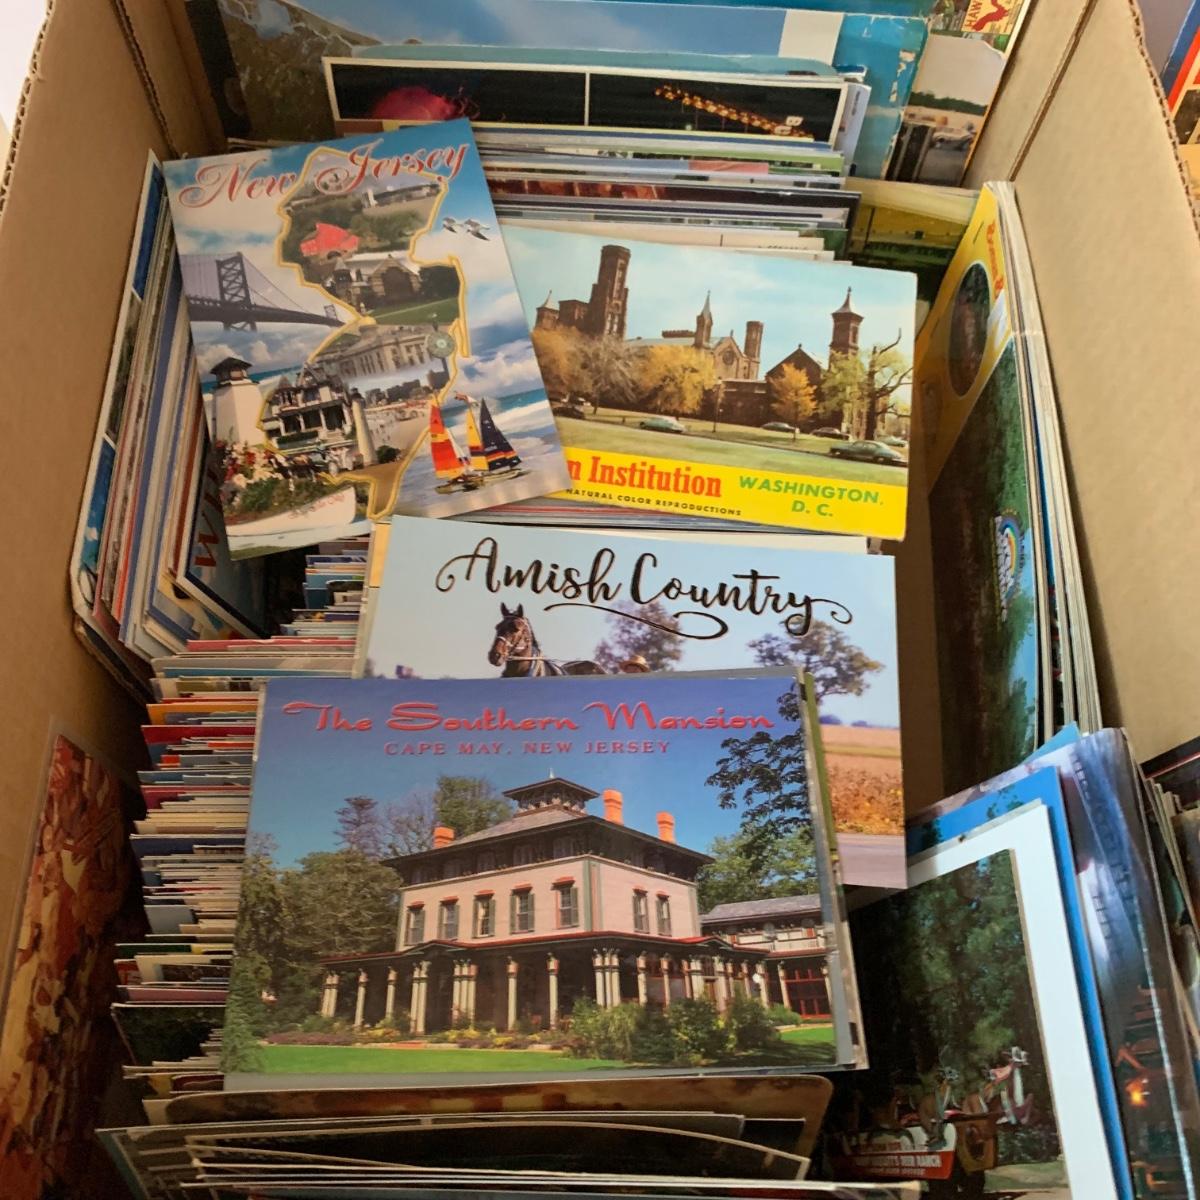 New Jersey
n Institution
WASHINGTON,
D. C.
NATURAL COLOR REPRODUCTIONS
Amish Country
The Southern Mansion
CAPE MAY, NEW JERSEY